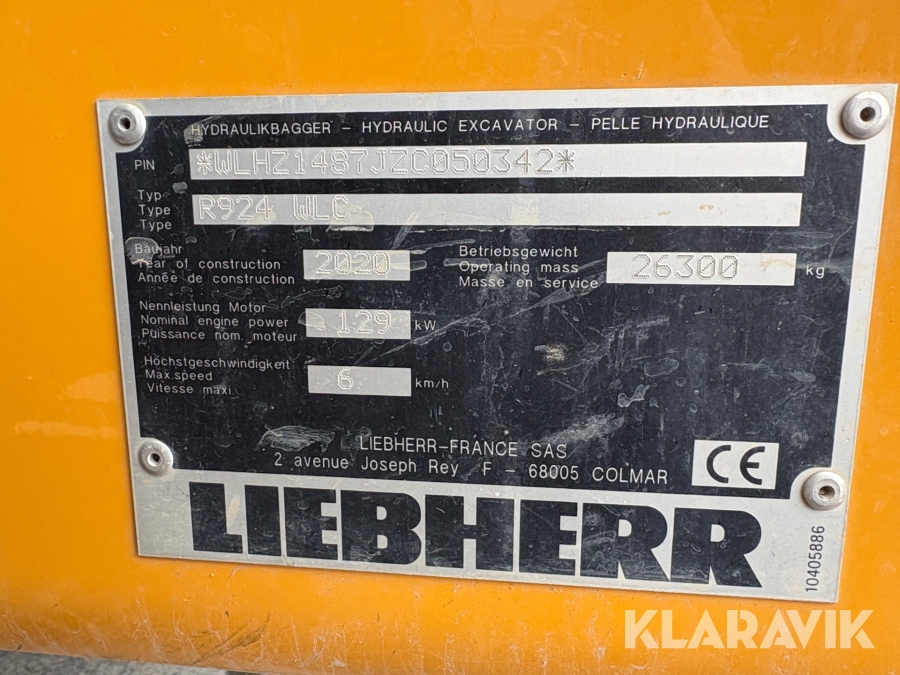 HYDRAULIKBAGGER - HYDRAULIC EXCAVATOR - PELLE HYDRAULIQUE
PIN *WLHZ1487JZC050342*
Typ
Type R924 WLC
Type
Baujahr
Year of construction 2020
Année de construction
Betriebsgewicht
Operating mass 26300 kg
Masse en service
Nennleistung Motor
Nominal engine power 129 kW
Puissance nom. moteur
Höchstgeschwindigkeit
Max.speed 6 km/h
Vitesse maxi.
LIEBHERR-FRANCE SAS
2 avenue Joseph Rey F - 68005 COLMAR
CE
LIEBHERR
10405886
KLARAVIK